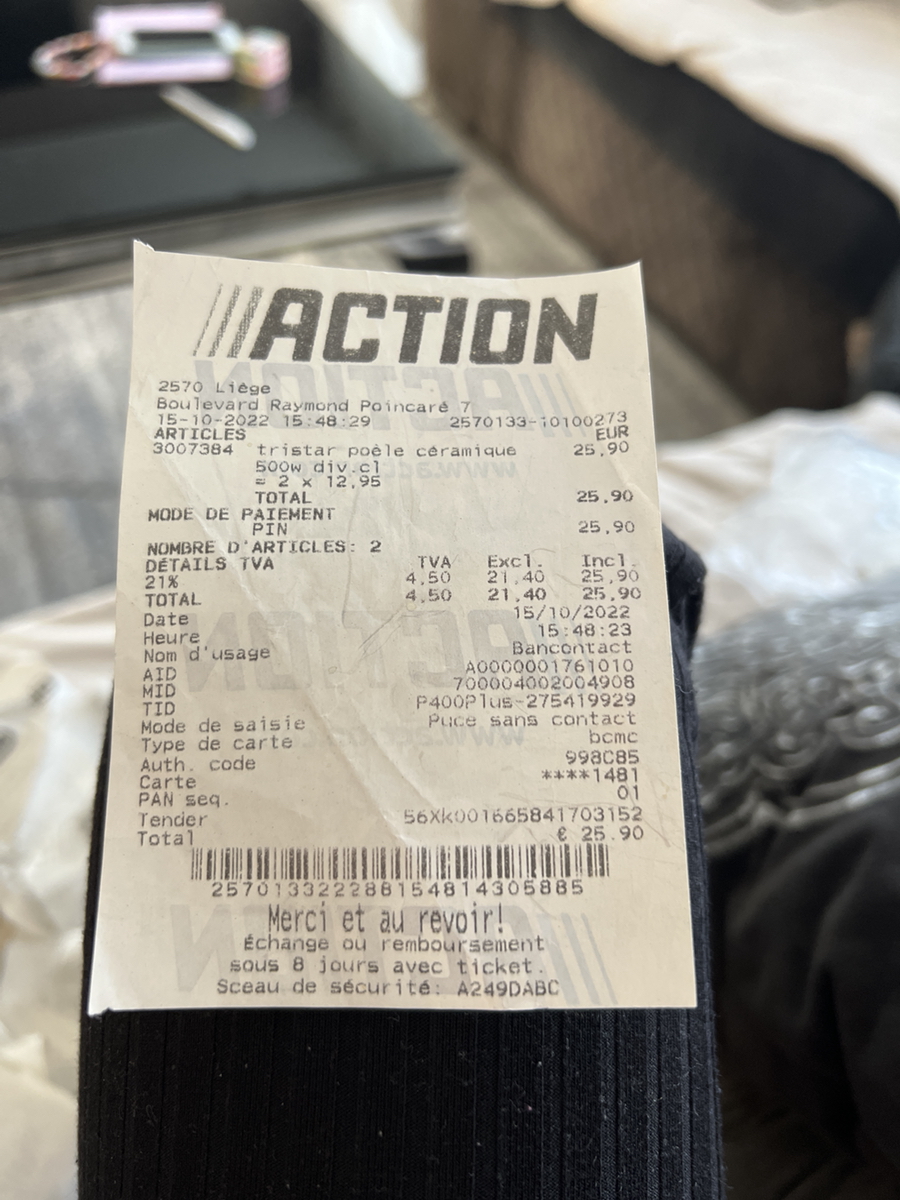 ACTION
2570 Liége
Boulevard Raymond Poincaré 7
15-10-2022 15:48:29 2570133-10100273
ARTICLES EUR
3007384 tristar poèle céramique 25,90
500w div.cl
= 2 x 12,95
TOTAL 25,90
MODE DE PAIEMENT
PIN 25,90
NOMBRE D'ARTICLES: 2
DÉTAILS TVA TVA Excl. Incl.
21% 4,50 21,40 25,90
TOTAL 4,50 21,40 25,90
Date 15/10/2022
Heure 15:48:23
Nom d'usage Bancontact
AID A0000001761010
MID 700004002004908
TID P400Plus-275419929
Mode de saisie Puce sans contact
Type de carte bcmc
Auth. code 998C85
Carte ****1481
PAN seq. 01
Tender 56Xk001665841703152
Total € 25.90
257013322288154814305885
Merci et au revoir!
Échange ou remboursement
sous 8 jours avec ticket.
Sceau de sécurité: A249DABC